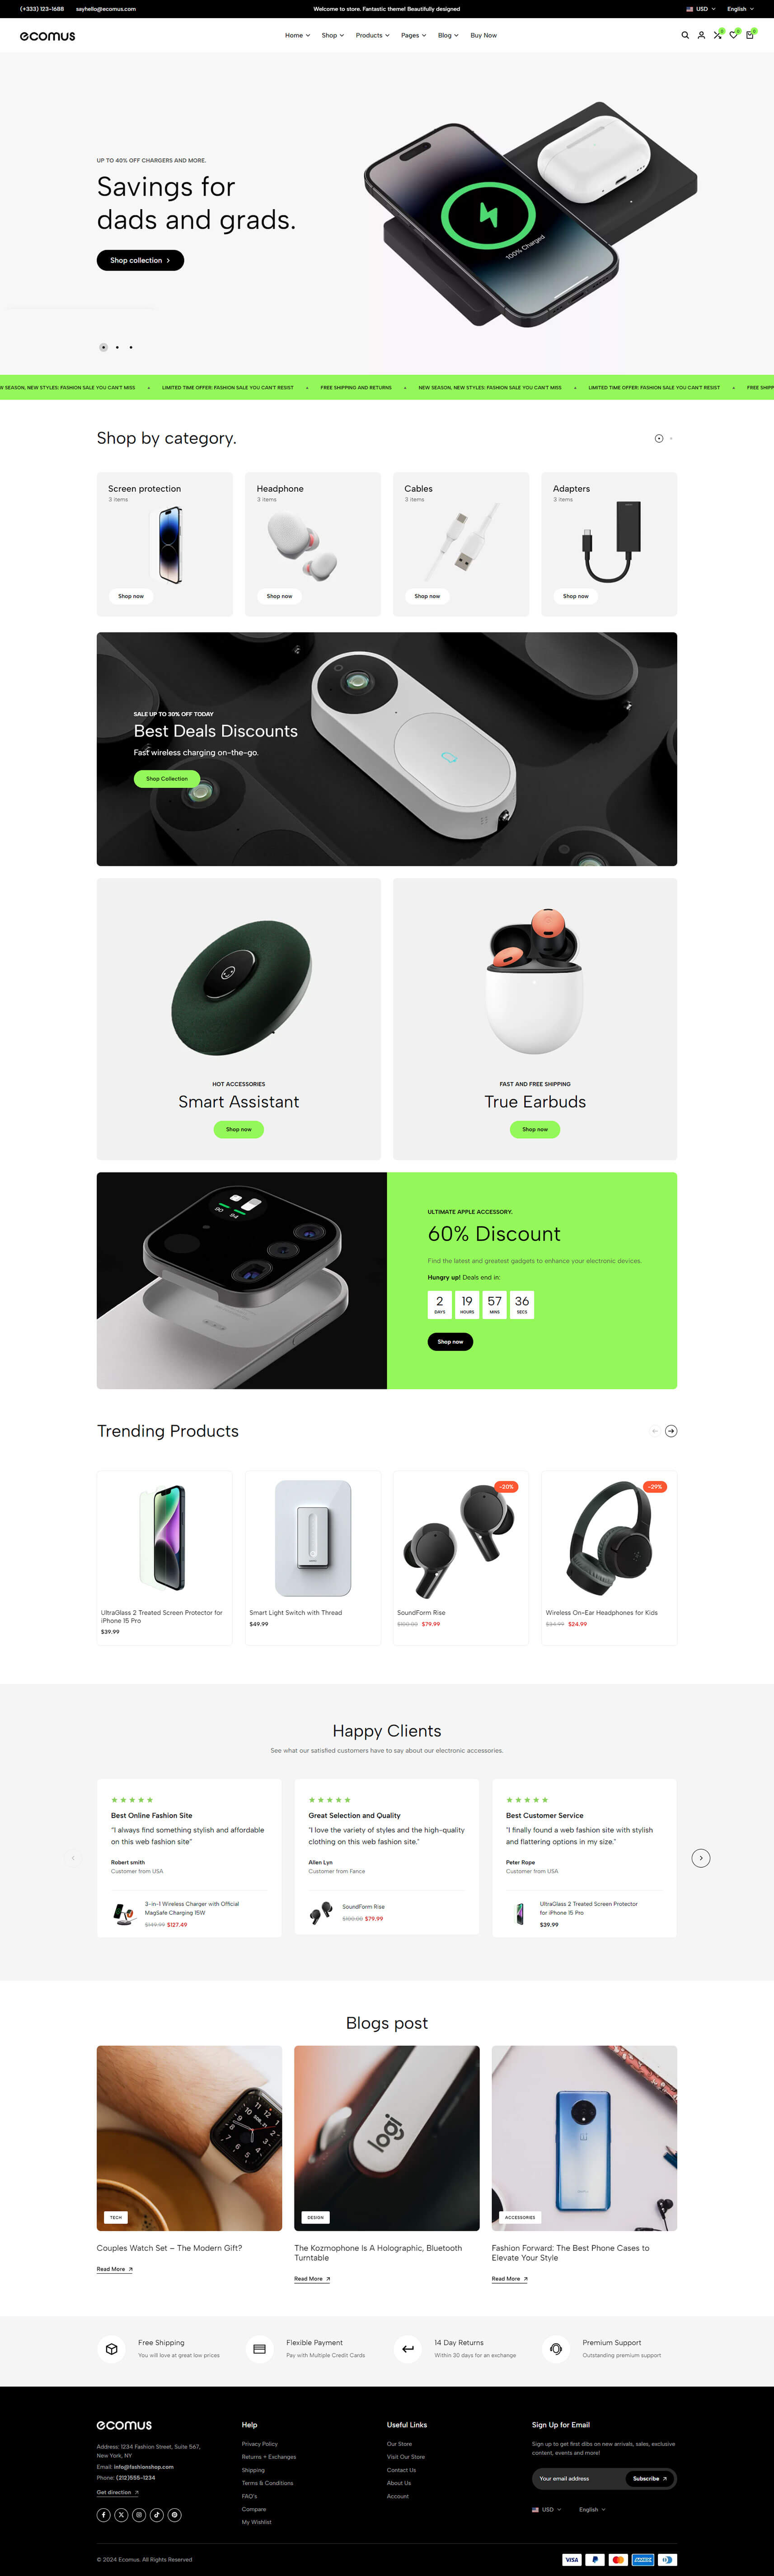 (+333) 123-1688
sayhello@ecomus.com
Welcome to store. Fantastic theme! Beautifully designed
USD
English
ecomus
Home
Shop
Products
Pages
Blog
Buy Now
0
0
0
UP TO 40% OFF CHARGERS AND MORE.
Savings for
dads and grads.
Shop collection
100% Charged
W SEASON, NEW STYLES: FASHION SALE YOU CAN'T MISS
LIMITED TIME OFFER: FASHION SALE YOU CAN'T RESIST
FREE SHIPPING AND RETURNS
NEW SEASON, NEW STYLES: FASHION SALE YOU CAN'T MISS
LIMITED TIME OFFER: FASHION SALE YOU CAN'T RESIST
FREE SHIPP
Shop by category.
Screen protection
3 items
Shop now
Headphone
3 items
Shop now
Cables
3 items
Shop now
Adapters
3 items
Shop now
SALE UP TO 30% OFF TODAY
Best Deals Discounts
Fast wireless charging on-the-go.
Shop Collection
HOT ACCESSORIES
Smart Assistant
Shop now
FAST AND FREE SHIPPING
True Earbuds
Shop now
90
84
ULTIMATE APPLE ACCESSORY.
60% Discount
Find the latest and greatest gadgets to enhance your electronic devices.
Hungry up! Deals end in:
2
DAYS
19
HOURS
57
MINS
36
SECS
Shop now
Trending Products
UltraGlass 2 Treated Screen Protector for
iPhone 15 Pro
$39.99
Smart Light Switch with Thread
$49.99
-20%
SoundForm Rise
$100.00 $79.99
-29%
Wireless On-Ear Headphones for Kids
$34.99 $24.99
Happy Clients
See what our satisfied customers have to say about our electronic accessories.
Best Online Fashion Site
"I always find something stylish and affordable
on this web fashion site"
Robert smith
Customer from USA
3-in-1 Wireless Charger with Official
MagSafe Charging 15W
$149.99 $127.49
Great Selection and Quality
"I love the variety of styles and the high-quality
clothing on this web fashion site."
Allen Lyn
Customer from Fance
SoundForm Rise
$100.00 $79.99
Best Customer Service
"I finally found a web fashion site with stylish
and flattering options in my size."
Peter Rope
Customer from USA
UltraGlass 2 Treated Screen Protector
for iPhone 15 Pro
$39.99
Blogs post
TECH
Couples Watch Set – The Modern Gift?
Read More
logi
DESIGN
The Kozmophone Is A Holographic, Bluetooth
Turntable
Read More
ACCESSORIES
Fashion Forward: The Best Phone Cases to
Elevate Your Style
Read More
Free Shipping
You will love at great low prices
Flexible Payment
Pay with Multiple Credit Cards
14 Day Returns
Within 30 days for an exchange
Premium Support
Outstanding premium support
ecomus
Address: 1234 Fashion Street, Suite 567,
New York, NY
Email: info@fashionshop.com
Phone: (212)555-1234
Get direction
Help
Privacy Policy
Returns + Exchanges
Shipping
Terms & Conditions
FAQ's
Compare
My Wishlist
Useful Links
Our Store
Visit Our Store
Contact Us
About Us
Account
Sign Up for Email
Sign up to get first dibs on new arrivals, sales, exclusive
content, events and more!
Your email address
Subscribe
USD
English
© 2024 Ecomus. All Rights Reserved
VISA
AMEX